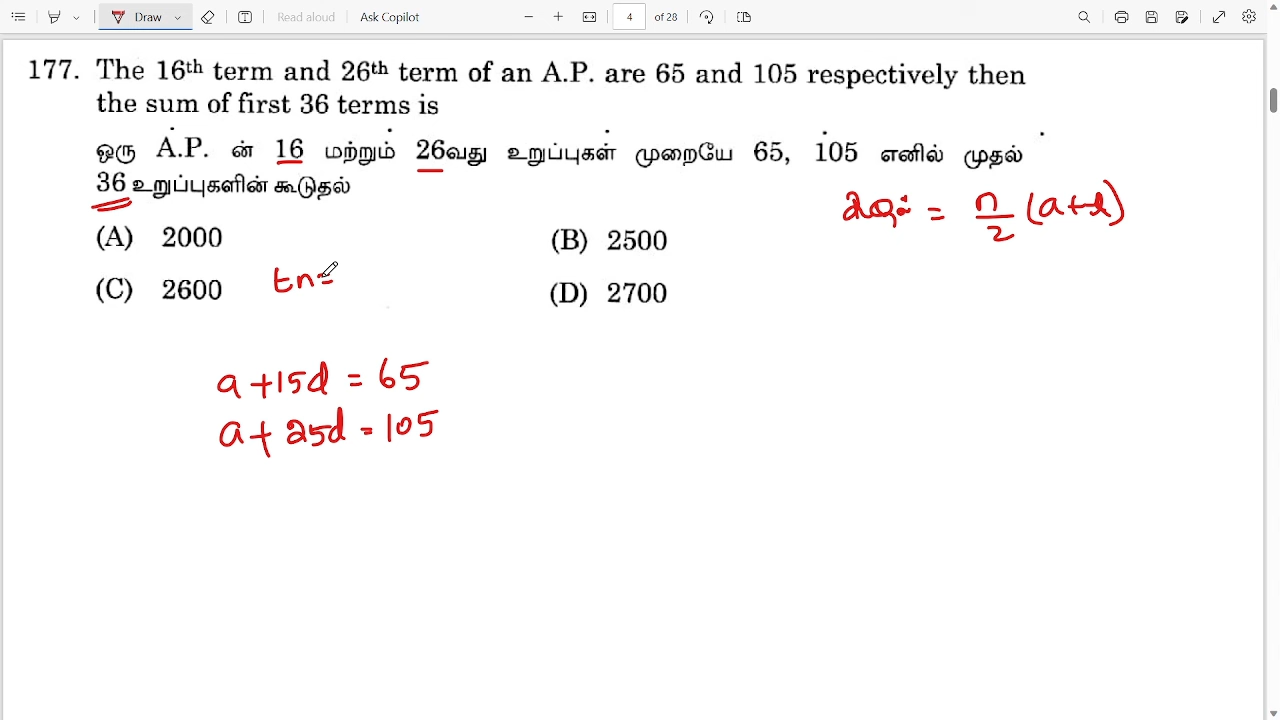 Draw
Read aloud
Ask Copilot
4 of 28
177. The 16th term and 26th term of an A.P. are 65 and 105 respectively then
the sum of first 36 terms is
ஒரு A.P. ன் 16 மற்றும் 26வது உறுப்புகள் முறையே 65, 105 எனில் முதல்
36 உறுப்புகளின் கூடுதல்
= n/2 (a+l)
(A) 2000
(B) 2500
(C) 2600
(D) 2700
tn=
a+15d = 65
a+25d = 105